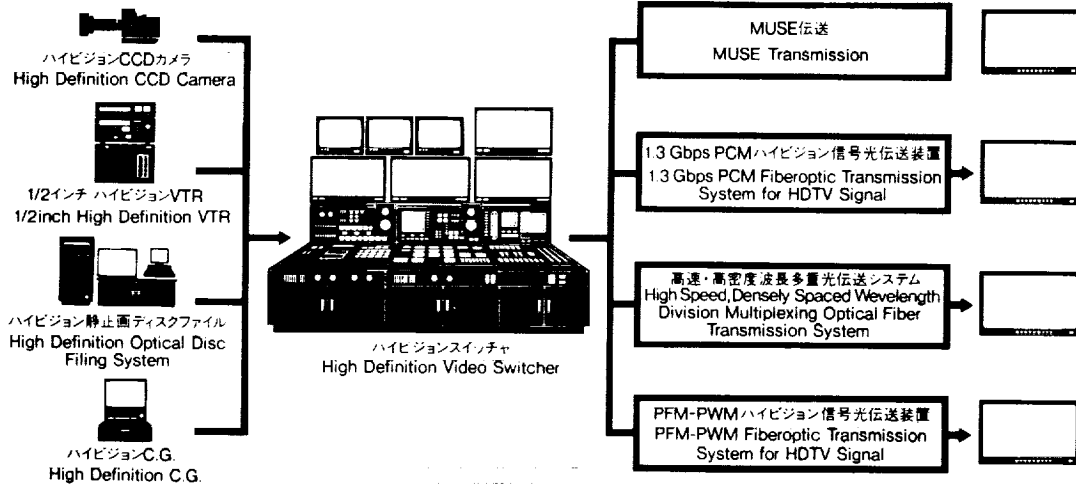 ハイビジョンCCDカメラ
High Definition CCD Camera
1/2インチ ハイビジョンVTR
1/2inch High Definition VTR
ハイビジョン静止画ディスクファイル
High Definition Optical Disc
Filing System
ハイビジョンC.G.
High Definition C.G.
ハイビジョンスイッチャ
High Definition Video Switcher
MUSE伝送
MUSE Transmission
1.3 Gbps PCMハイビジョン信号光伝送装置
1.3 Gbps PCM Fiberoptic Transmission
System for HDTV Signal
高速・高密度波長多重光伝送システム
High Speed, Densely Spaced Wevelength
Division Multiplexing Optical Fiber
Transmission System
PFM-PWMハイビジョン信号光伝送装置
PFM-PWM Fiberoptic Transmission
System for HDTV Signal